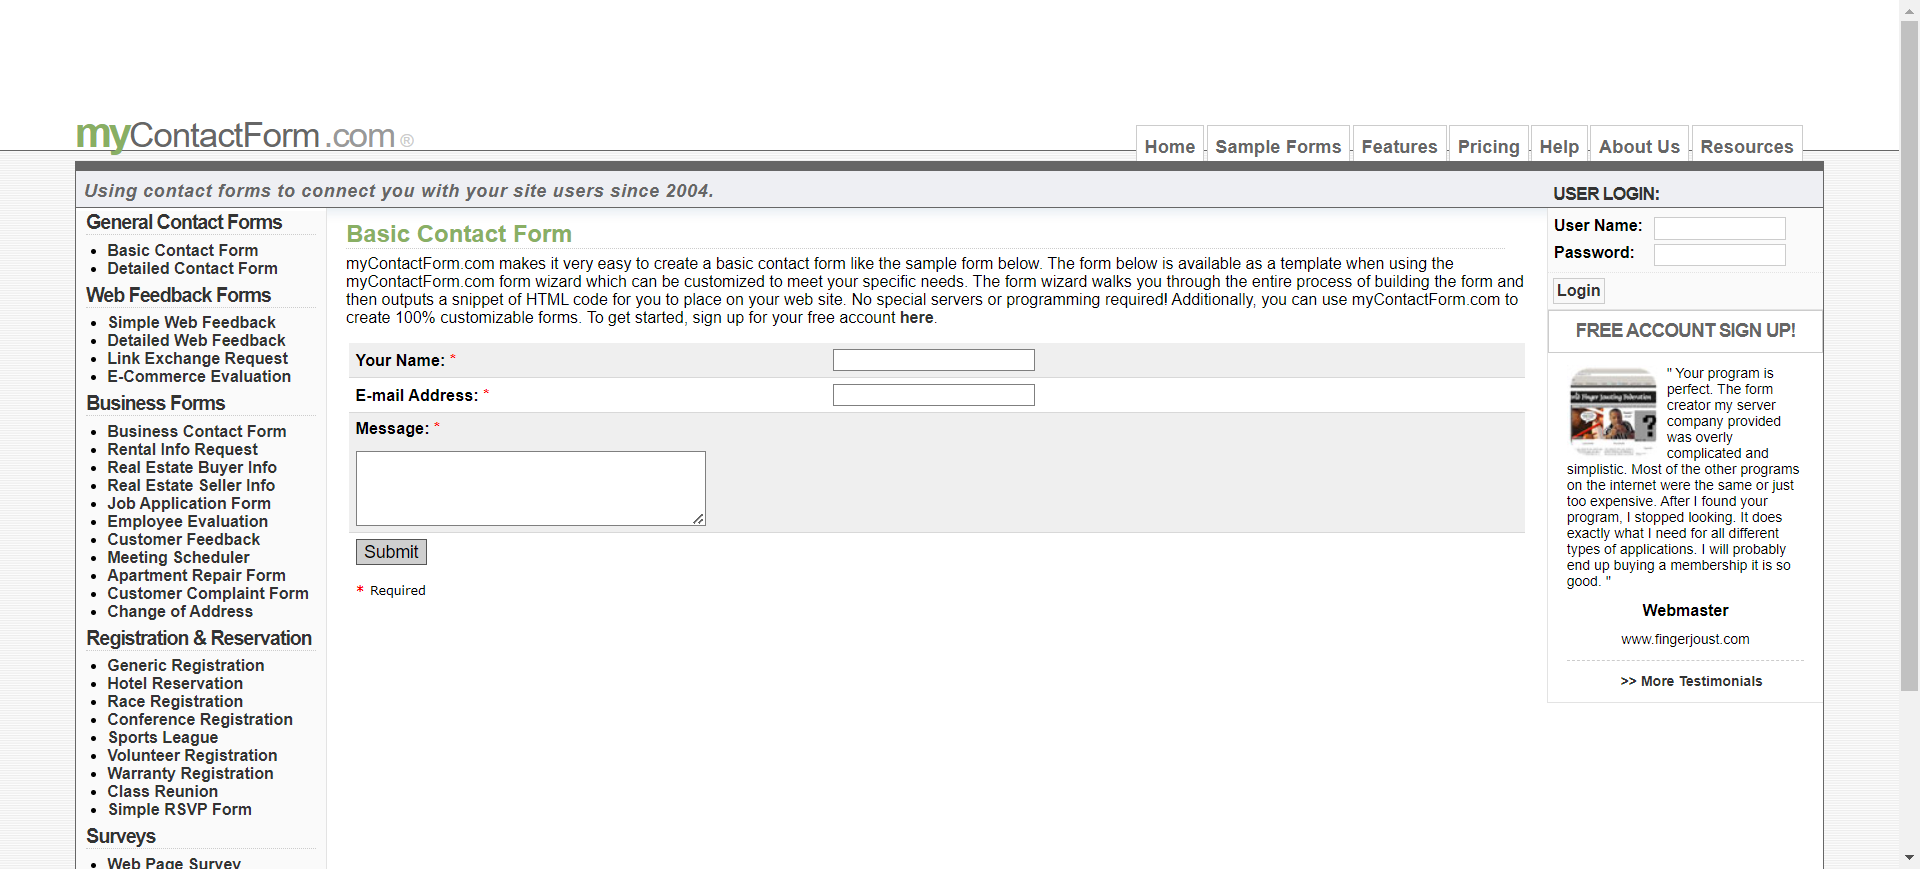 myContactForm.com ®
Home
Sample Forms
Features
Pricing
Help
About Us
Resources
Using contact forms to connect you with your site users since 2004.
USER LOGIN:
General Contact Forms
Basic Contact Form
Detailed Contact Form
Web Feedback Forms
Simple Web Feedback
Detailed Web Feedback
Link Exchange Request
E-Commerce Evaluation
Business Forms
Business Contact Form
Rental Info Request
Real Estate Buyer Info
Real Estate Seller Info
Job Application Form
Employee Evaluation
Customer Feedback
Meeting Scheduler
Apartment Repair Form
Customer Complaint Form
Change of Address
Registration & Reservation
Generic Registration
Hotel Reservation
Race Registration
Conference Registration
Sports League
Volunteer Registration
Warranty Registration
Class Reunion
Simple RSVP Form
Surveys
Web Page Survey
Basic Contact Form
myContactForm.com makes it very easy to create a basic contact form like the sample form below. The form below is available as a template when using the
myContactForm.com form wizard which can be customized to meet your specific needs. The form wizard walks you through the entire process of building the form and
then outputs a snippet of HTML code for you to place on your web site. No special servers or programming required! Additionally, you can use myContactForm.com to
create 100% customizable forms. To get started, sign up for your free account here.
Your Name: *
E-mail Address: *
Message: *
Submit
* Required
User Name:
Password:
Login
FREE ACCOUNT SIGN UP!
" Your program is
perfect. The form
creator my server
company provided
was overly
complicated and
simplistic. Most of the other programs
on the internet were the same or just
too expensive. After I found your
program, I stopped looking. It does
exactly what I need for all different
types of applications. I will probably
end up buying a membership it is so
good. "
Webmaster
www.fingerjoust.com
>> More Testimonials